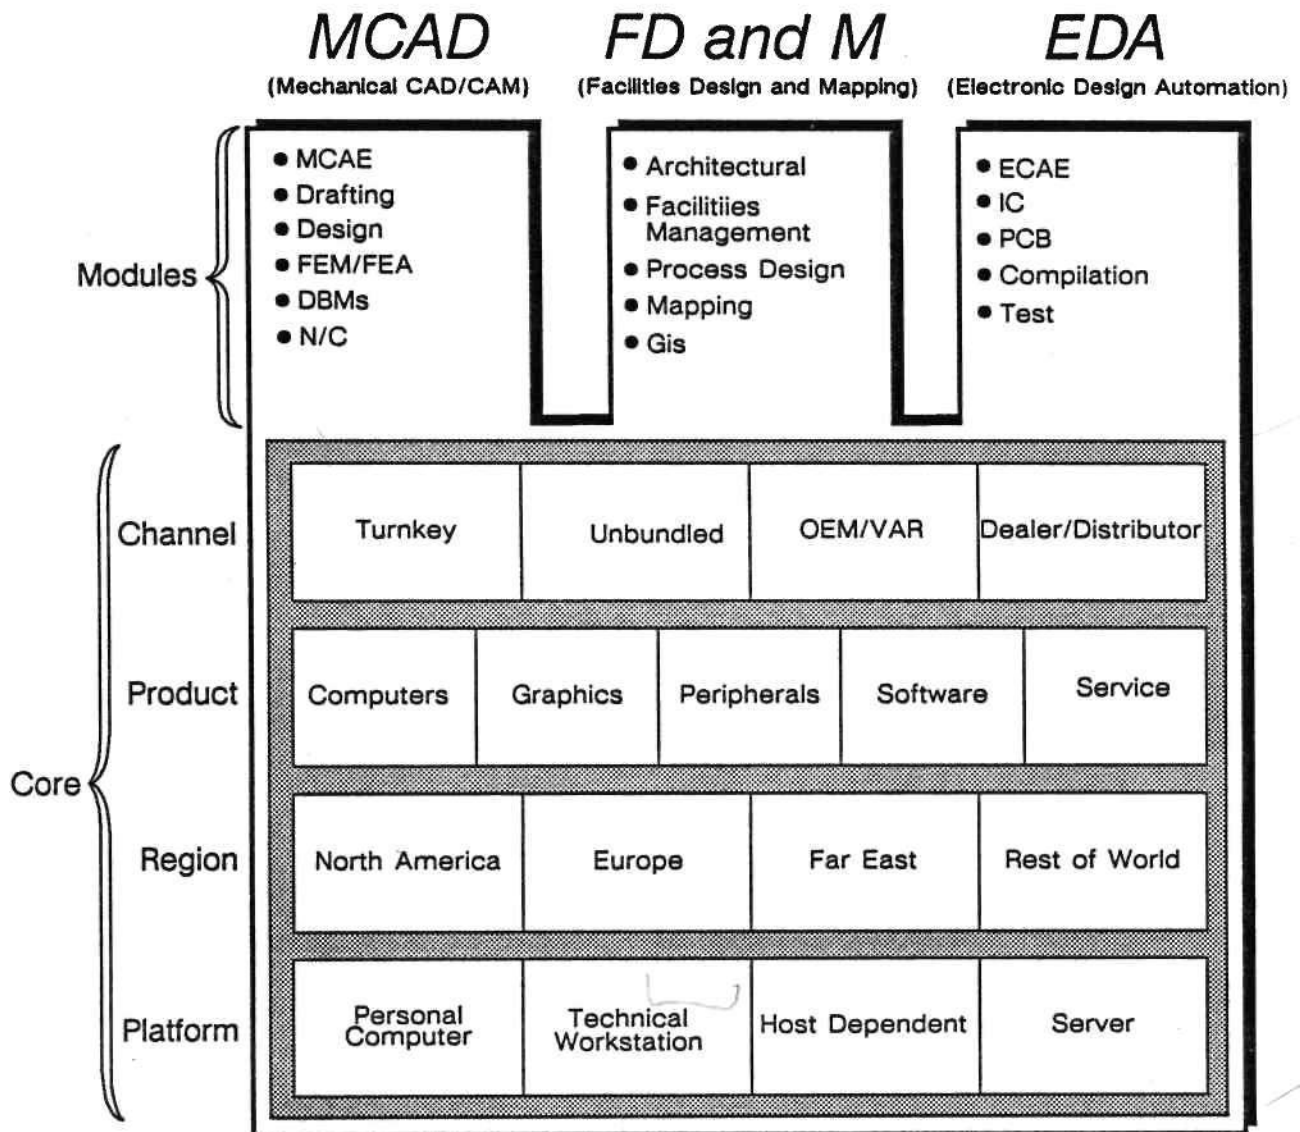 MCAD
FD and M
EDA
(Mechanical CAD/CAM)
(Facilities Design and Mapping)
(Electronic Design Automation)
Modules
● MCAE
● Drafting
● Design
● FEM/FEA
● DBMs
● N/C
● Architectural
● Facilitiies
Management
● Process Design
● Mapping
● Gis
● ECAE
● IC
● PCB
● Compilation
● Test
Core
Channel
Turnkey
Unbundled
OEM/VAR
Dealer/Distributor
Product
Computers
Graphics
Peripherals
Software
Service
Region
North America
Europe
Far East
Rest of World
Platform
Personal
Computer
Technical
Workstation
Host Dependent
Server